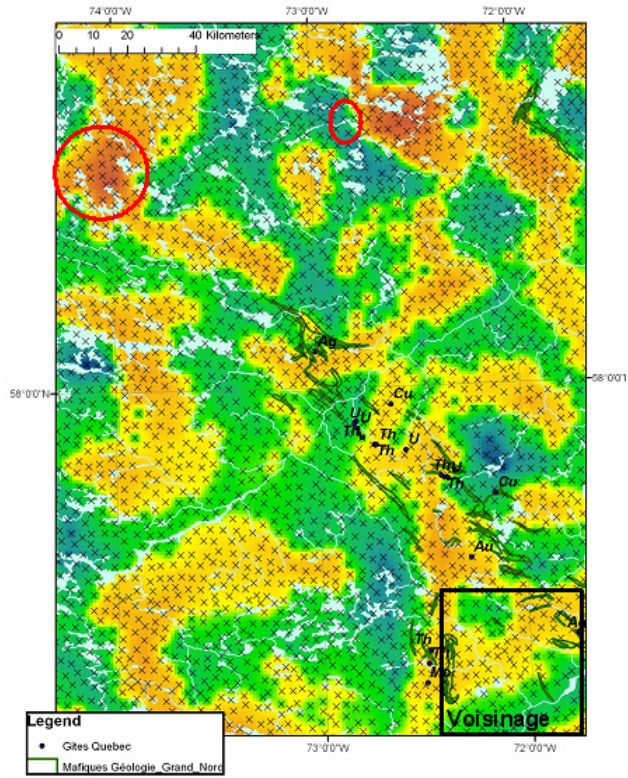 74°0'0"W 73°0'0"W 72°0'0"W
0 10 20 40 Kilometers
Ag
58°0'0"N
Cu
U
U
Th
Th
Th
U
Th
U
Th
Cu
Au
Th
Mo
Voisinage
Legend
Gites Quebec
Mafiques Géologie_Grand_Nord
73°0'0"W 72°0'0"W